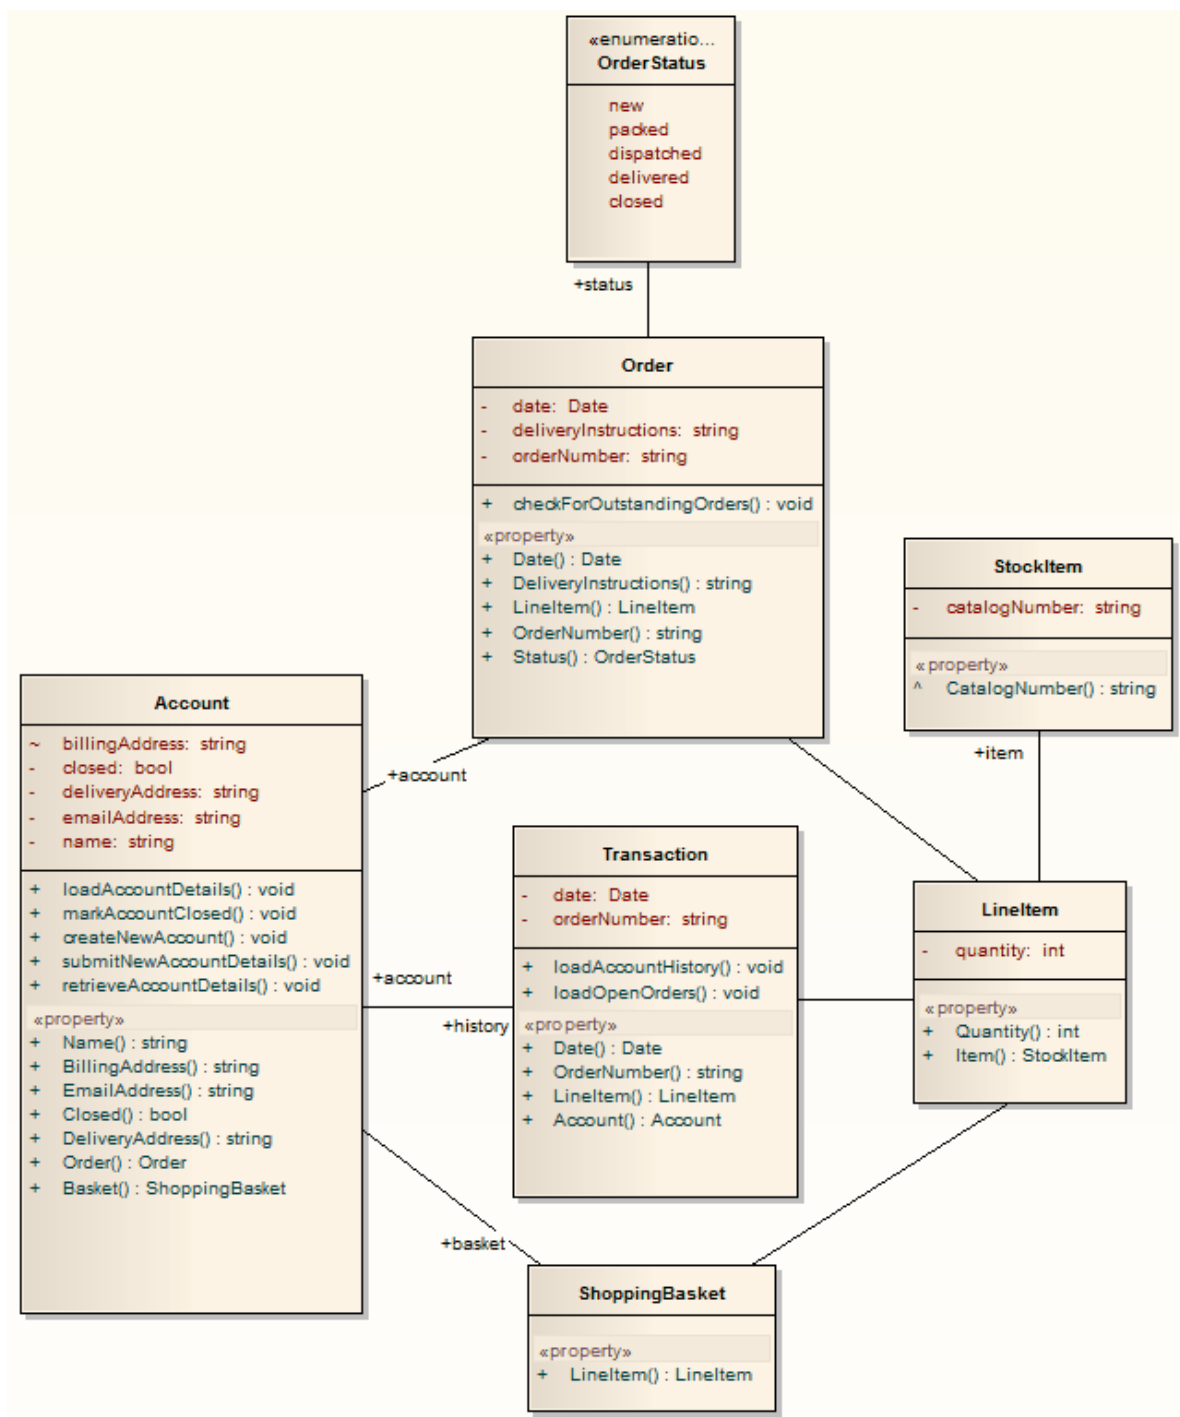 «enumeratio...
OrderStatus
new
packed
dispatched
delivered
closed
+status
Order
- date: Date
- deliveryInstructions: string
- orderNumber: string
+ checkForOutstandingOrders() : void
«property»
+ Date() : Date
+ DeliveryInstructions() : string
+ LineItem() : LineItem
+ OrderNumber() : string
+ Status() : OrderStatus
StockItem
- catalogNumber: string
«property»
^ CatalogNumber() : string
+item
Account
~ billingAddress: string
- closed: bool
- deliveryAddress: string
- emailAddress: string
- name: string
+ loadAccountDetails() : void
+ markAccountClosed() : void
+ createNewAccount() : void
+ submitNewAccountDetails() : void
+ retrieveAccountDetails() : void
«property»
+ Name() : string
+ BillingAddress() : string
+ EmailAddress() : string
+ Closed() : bool
+ DeliveryAddress() : string
+ Order() : Order
+ Basket() : ShoppingBasket
+account
+account
+history
Transaction
- date: Date
- orderNumber: string
+ loadAccountHistory() : void
+ loadOpenOrders() : void
«property»
+ Date() : Date
+ OrderNumber() : string
+ LineItem() : LineItem
+ Account() : Account
LineItem
- quantity: int
«property»
+ Quantity() : int
+ Item() : StockItem
+basket
ShoppingBasket
«property»
+ LineItem() : LineItem